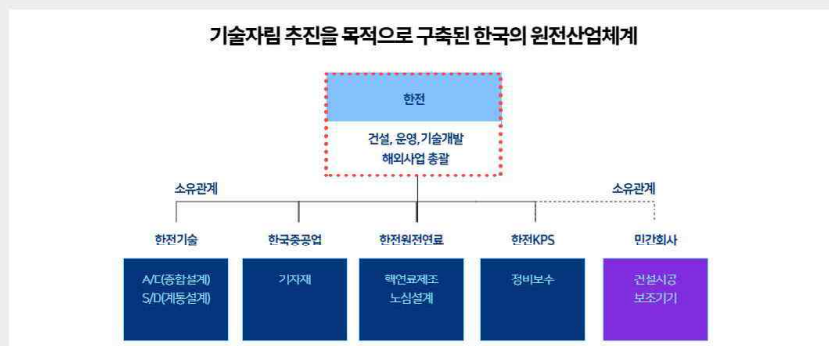 기술자림 추진을 목적으로 구축된 한국의 원전산업체계
한전
건설, 운영,기술개발
해외사업 총괄
소유관계
소유관계
한전기술
한국중공업
한전원전연료
한전KPS
민간회사
A/E(종합설계)
S/D(계통설계)
기자재
핵연료제조
노심설계
정비보수
건설시공
보조기기